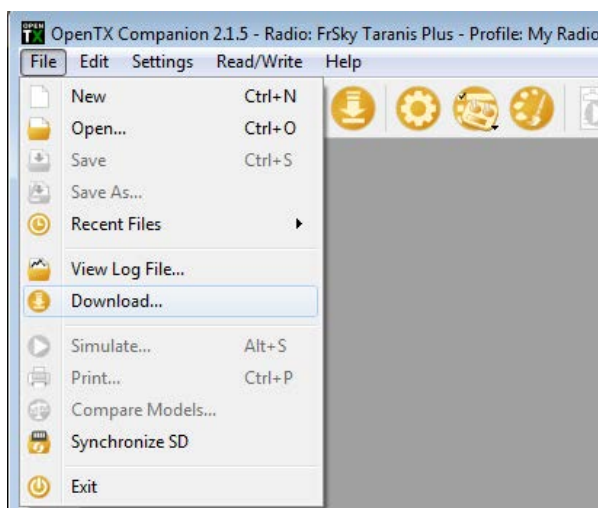 OpenTX Companion 2.1.5 - Radio: FrSky Taranis Plus - Profile: My Radio
File Edit Settings Read/Write Help
New Ctrl+N
Open... Ctrl+O
Save Ctrl+S
Save As...
Recent Files
View Log File...
Download...
Simulate... Alt+S
Print... Ctrl+P
Compare Models...
Synchronize SD
Exit